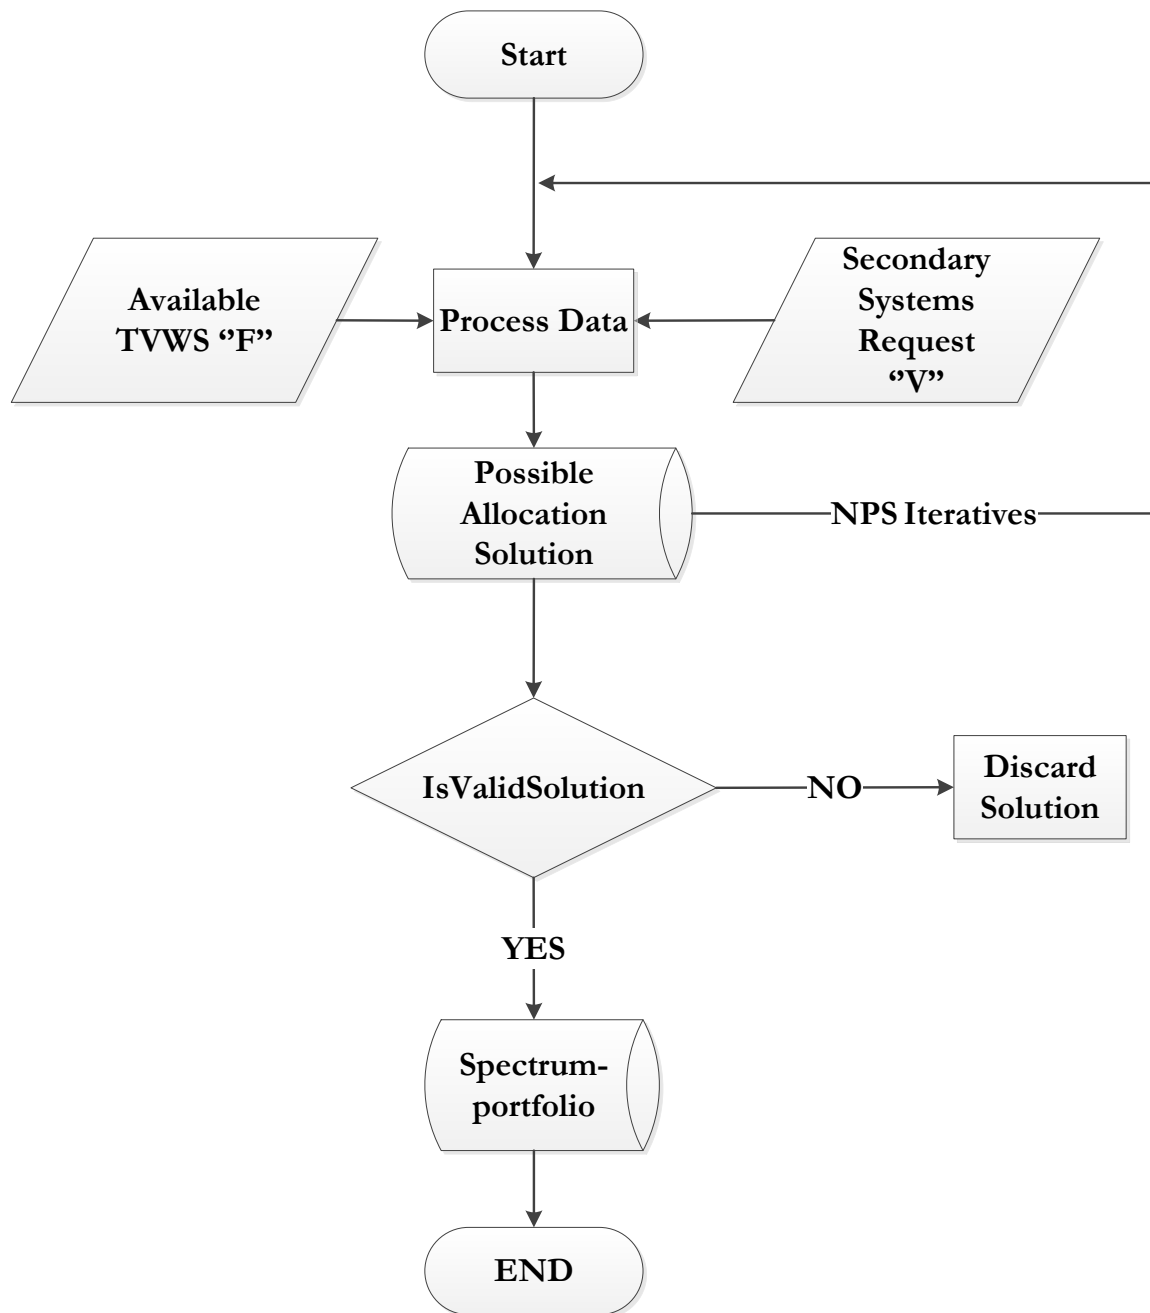 Start
Available
TVWS ‘’F’’
Process Data
Secondary
Systems
Request
‘’V’’
Possible
Allocation
Solution
NPS Iteratives
IsValidSolution
NO
Discard
Solution
YES
Spectrum-
portfolio
END